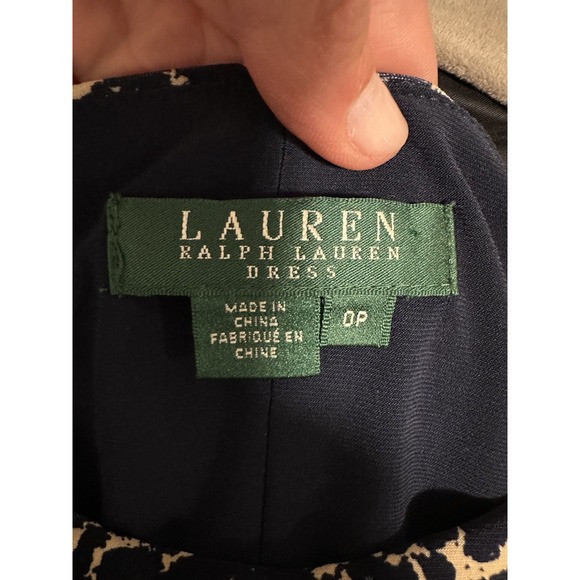 LAUREN
RALPH LAUREN
DRESS
MADE IN
CHINA
FABRIQUÉ EN
CHINE
0P